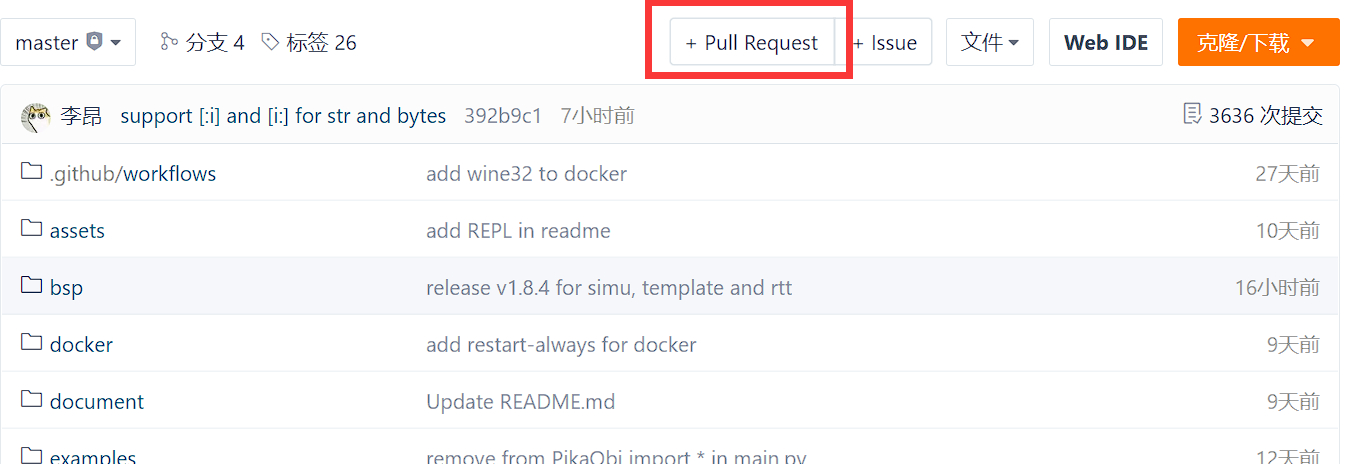 master 分支 4 标签 26 + Pull Request + Issue 文件 Web IDE 克隆/下载
李昂 support [:i] and [i:] for str and bytes 392b9c1 7小时前 3636 次提交
.github/workflows add wine32 to docker 27天前
assets add REPL in readme 10天前
bsp release v1.8.4 for simu, template and rtt 16小时前
docker add restart-always for docker 9天前
document Update README.md 9天前
examples remove from PikaObj import * in main.py 12天前